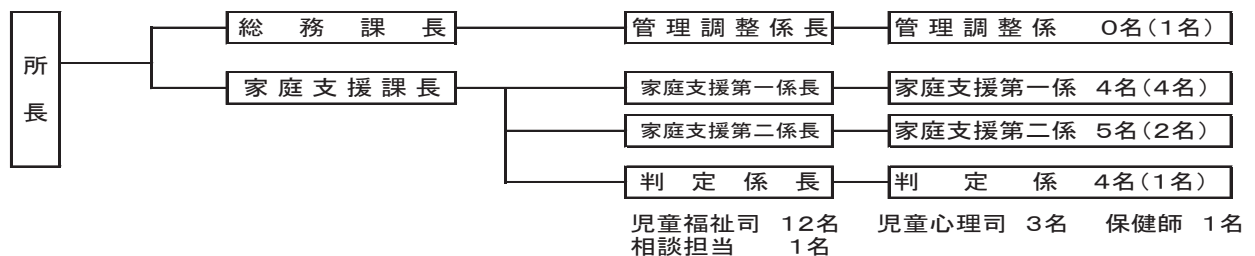 所長
総務課長 管理調整係長 管理調整係 0名(1名)
家庭支援課長 家庭支援第一係長 家庭支援第一係 4名(4名)
家庭支援第二係長 家庭支援第二係 5名(2名)
判定係長 判定係 4名(1名)
児童福祉司 12名 児童心理司 3名 保健師 1名
相談担当 1名